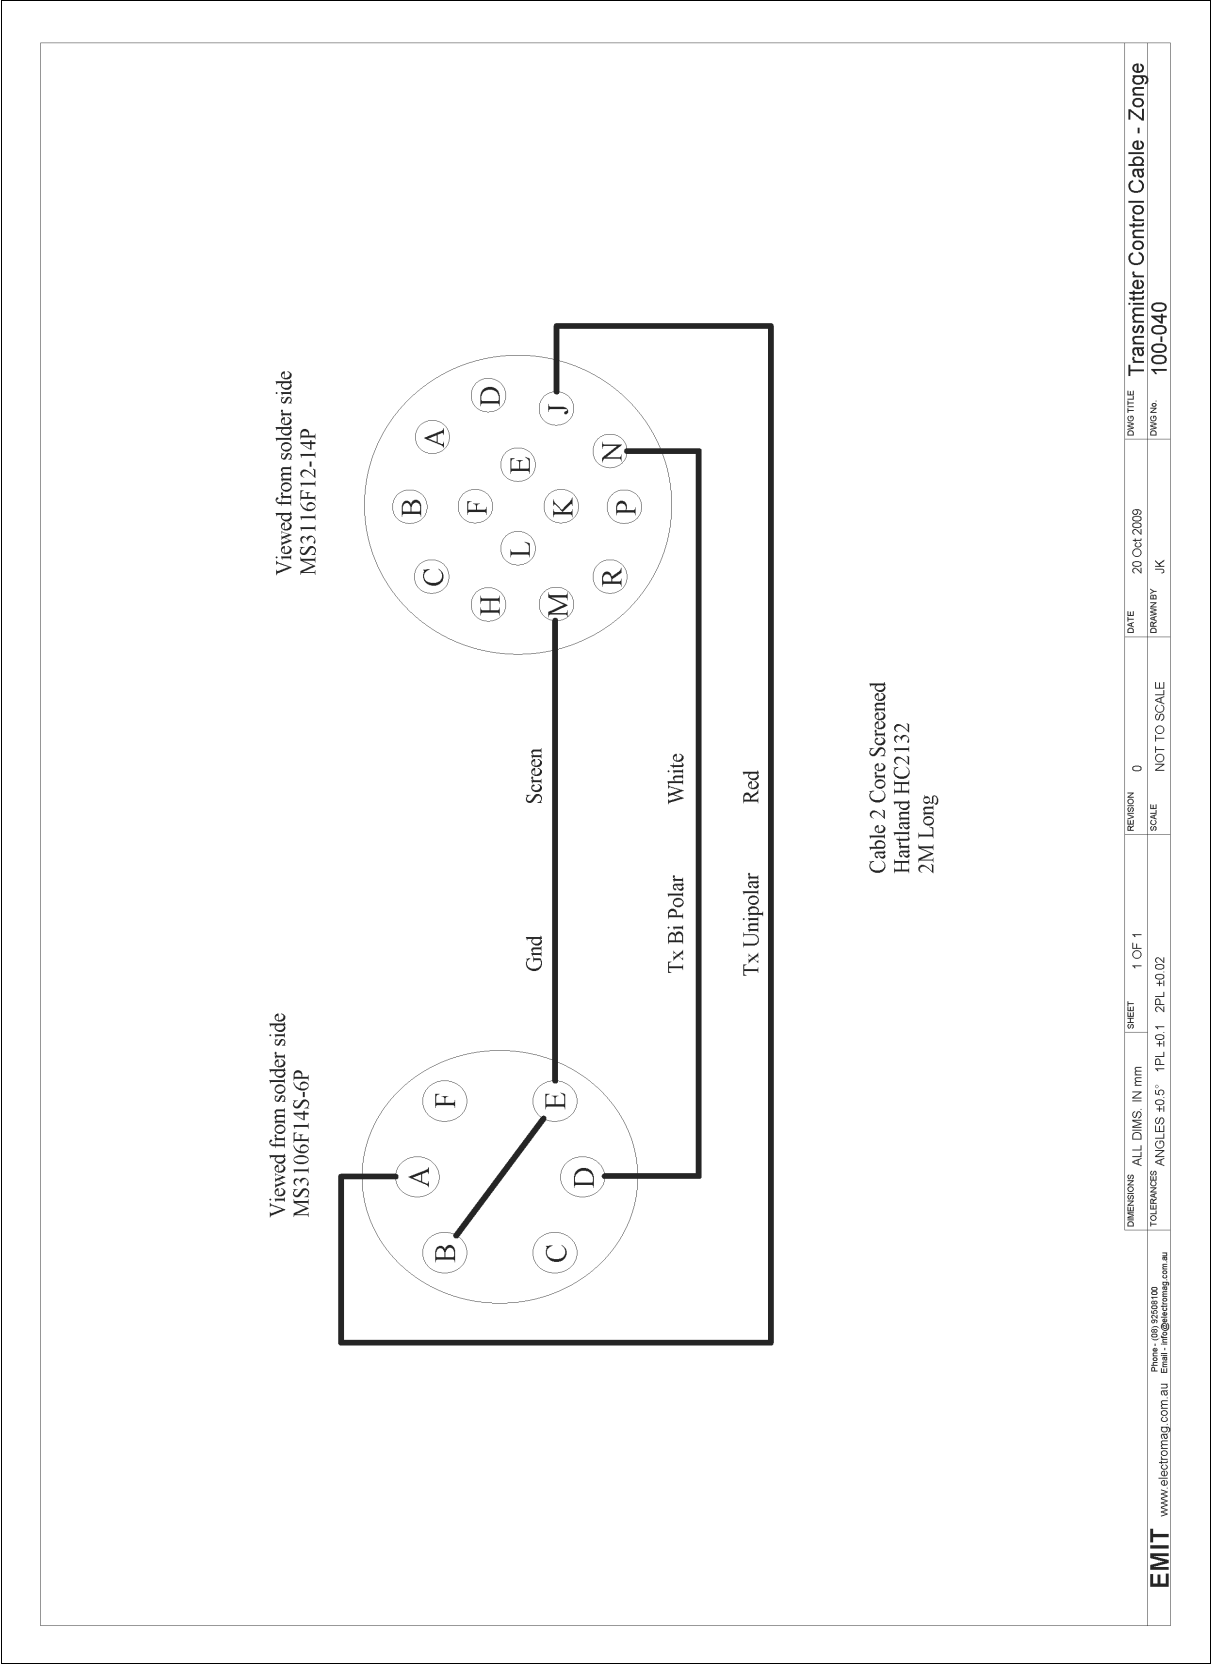 Viewed from solder side
MS3106F14S-6P
Viewed from solder side
MS3116F12-14P
A
B
F
C
E
D
B
C
A
H
F
D
L
E
M
K
J
R
P
N
Gnd
Screen
Tx Bi Polar
White
Tx Unipolar
Red
Cable 2 Core Screened
Hartland HC2132
2M Long
EMIT
www.electromag.com.au
Phone - (08) 92508100
Email - info@electromag.com.au
DIMENSIONS ALL DIMS. IN mm
SHEET 1 OF 1
REVISION 0
DATE 20 Oct 2009
DWG TITLE Transmitter Control Cable - Zonge
TOLERANCES ANGLES ±0.5° 1PL ±0.1 2PL ±0.02
SCALE NOT TO SCALE
DRAWN BY JK
DWG No. 100-040